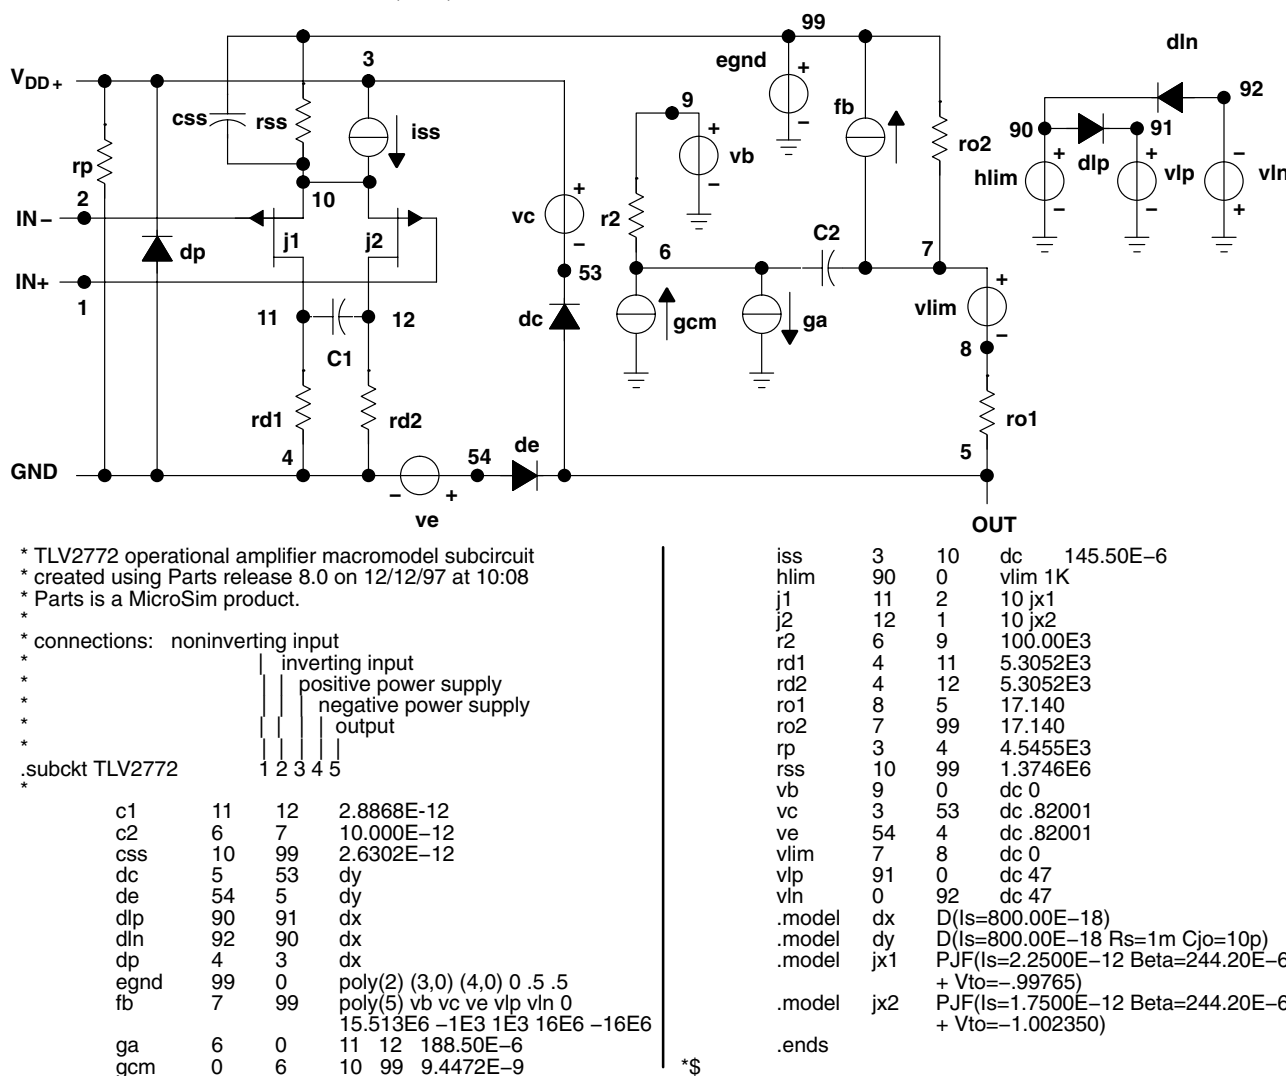 99
dln
3
V DD +
egnd
+
92
9
css
rss
iss
fb
90
91
+
vb
−
ro2
dlp
rp
2
10
+
hlim
−
+
vlp
−
−
vln
+
IN −
+
vc
−
r2
C2
j1
j2
dp
6
7
IN+
1
53
+
vlim
−
11
12
dc
gcm
ga
8
C1
rd1
rd2
ro1
de
4
54
5
GND
−
+
ve
OUT
* TLV2772 operational amplifier macromodel subcircuit
* created using Parts release 8.0 on 12/12/97 at 10:08
* Parts is a MicroSim product.
*
* connections: noninverting input
* | inverting input
* | | positive power supply
* | | | negative power supply
* | | | | output
* | | | | |
.subckt TLV2772 1 2 3 4 5
*
c1 11 12 2.8868E-12
c2 6 7 10.000E−12
css 10 99 2.6302E−12
dc 5 53 dy
de 54 5 dy
dlp 90 91 dx
dln 92 90 dx
dp 4 3 dx
egnd 99 0 poly(2) (3,0) (4,0) 0 .5 .5
fb 7 99 poly(5) vb vc ve vlp vln 0
15.513E6 −1E3 1E3 16E6 −16E6
ga 6 0 11 12 188.50E−6
gcm 0 6 10 99 9.4472E−9
iss 3 10 dc 145.50E−6
hlim 90 0 vlim 1K
j1 11 2 10 jx1
j2 12 1 10 jx2
r2 6 9 100.00E3
rd1 4 11 5.3052E3
rd2 4 12 5.3052E3
ro1 8 5 17.140
ro2 7 99 17.140
rp 3 4 4.5455E3
rss 10 99 1.3746E6
vb 9 0 dc 0
vc 3 53 dc .82001
ve 54 4 dc .82001
vlim 7 8 dc 0
vlp 91 0 dc 47
vln 0 92 dc 47
.model dx D(Is=800.00E−18)
.model dy D(Is=800.00E−18 Rs=1m Cjo=10p)
.model jx1 PJF(Is=2.2500E−12 Beta=244.20E−6
+ Vto=−.99765)
.model jx2 PJF(Is=1.7500E−12 Beta=244.20E−6
+ Vto=−1.002350)
.ends
*$